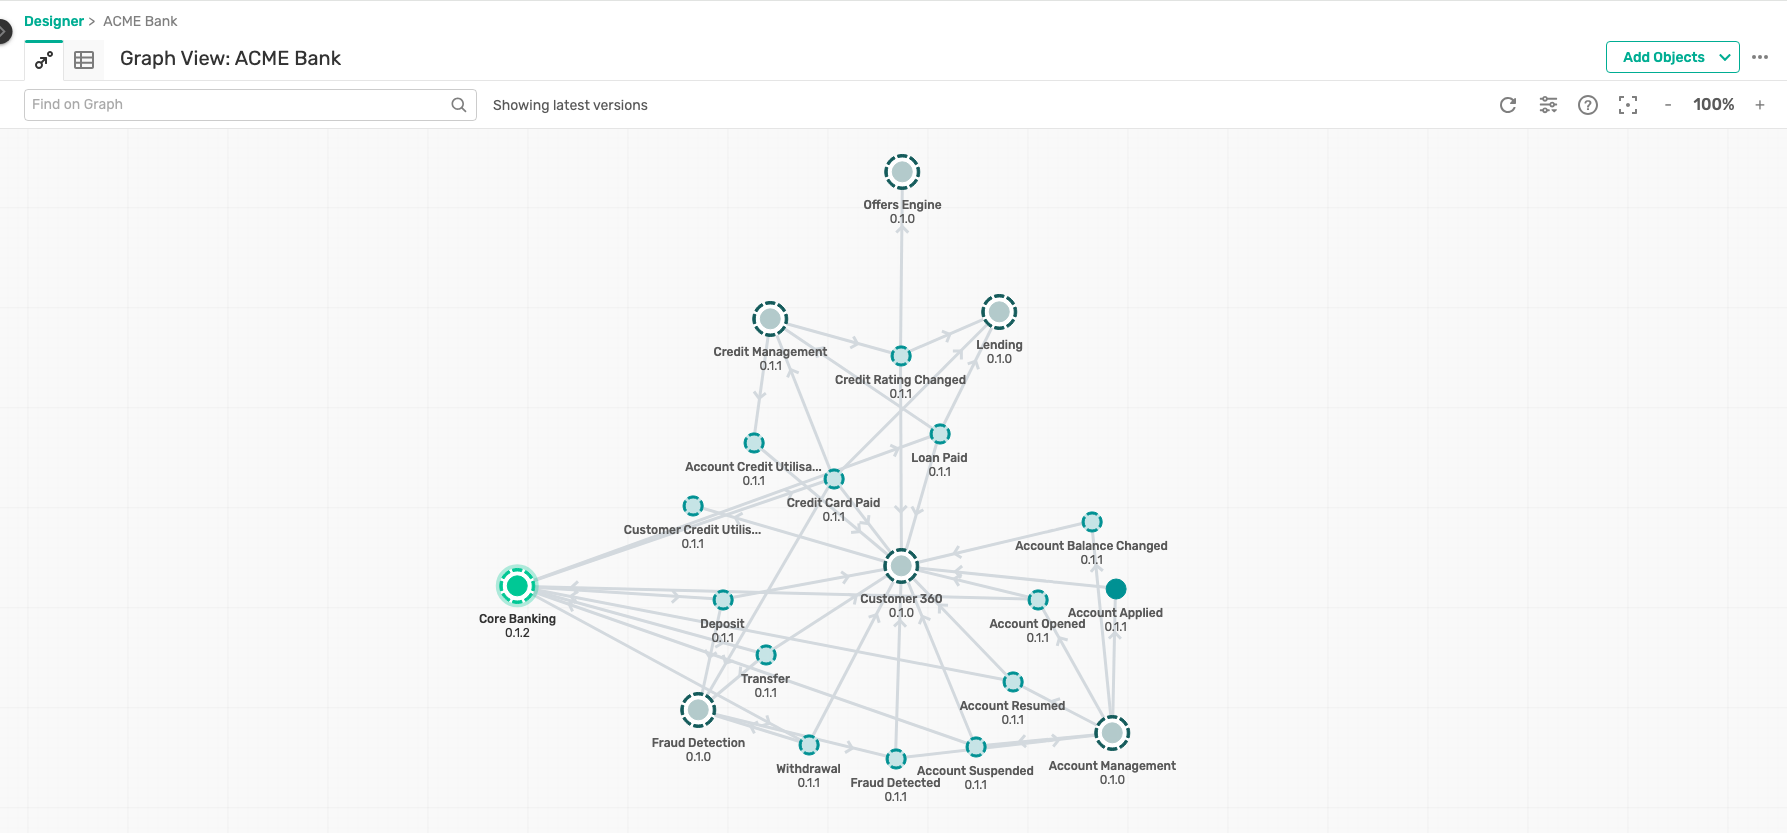 Designer > ACME Bank
Graph View: ACME Bank
Add Objects
Find on Graph
Showing latest versions
- 100% +
Offers Engine
0.1.0
Credit Management
0.1.1
Lending
0.1.0
Credit Rating Changed
0.1.1
Loan Paid
0.1.1
Account Credit Utilisa...
0.1.1
Credit Card Paid
0.1.1
Customer Credit Utilis...
0.1.1
Account Balance Changed
0.1.1
Customer 360
0.1.0
Core Banking
0.1.2
Deposit
0.1.1
Account Opened
0.1.1
Account Applied
0.1.1
Transfer
0.1.1
Account Resumed
0.1.1
Fraud Detection
0.1.0
Withdrawal
0.1.1
Fraud Detected
0.1.1
Account Suspended
0.1.1
Account Management
0.1.0